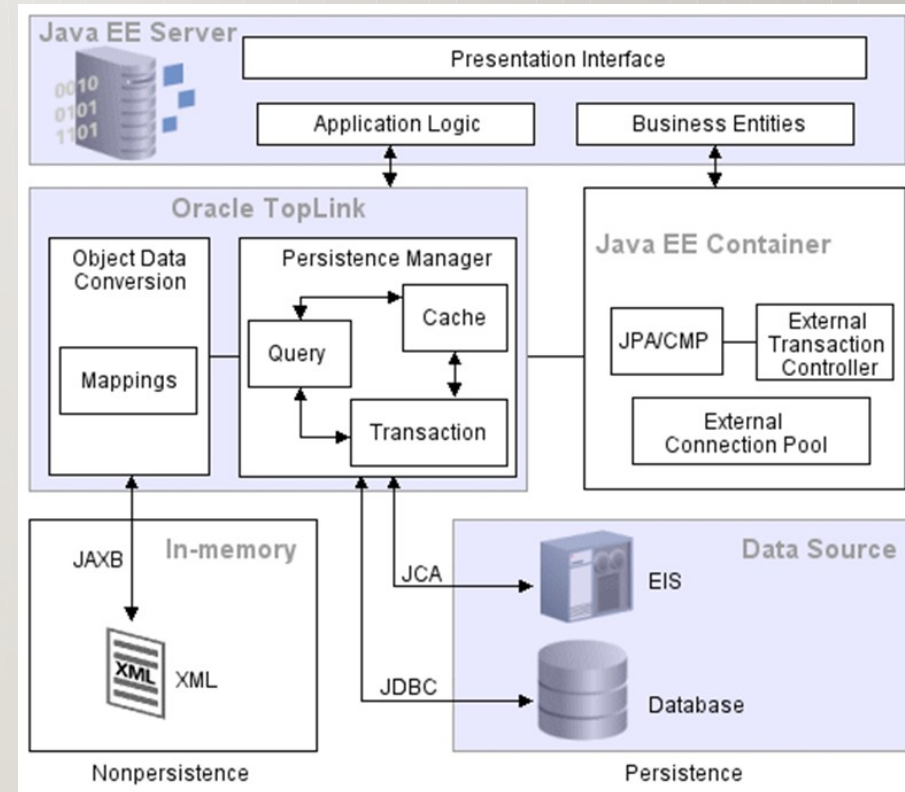 Java EE Server
0010
0101
1101
Presentation Interface
Application Logic
Business Entities
Oracle TopLink
Object Data
Conversion
Mappings
Persistence Manager
Cache
Query
Transaction
Java EE Container
JPA/CMP
External
Transaction
Controller
External
Connection Pool
In-memory
JAXB
XML
XML
Nonpersistence
Data Source
JCA
EIS
JDBC
Database
Persistence